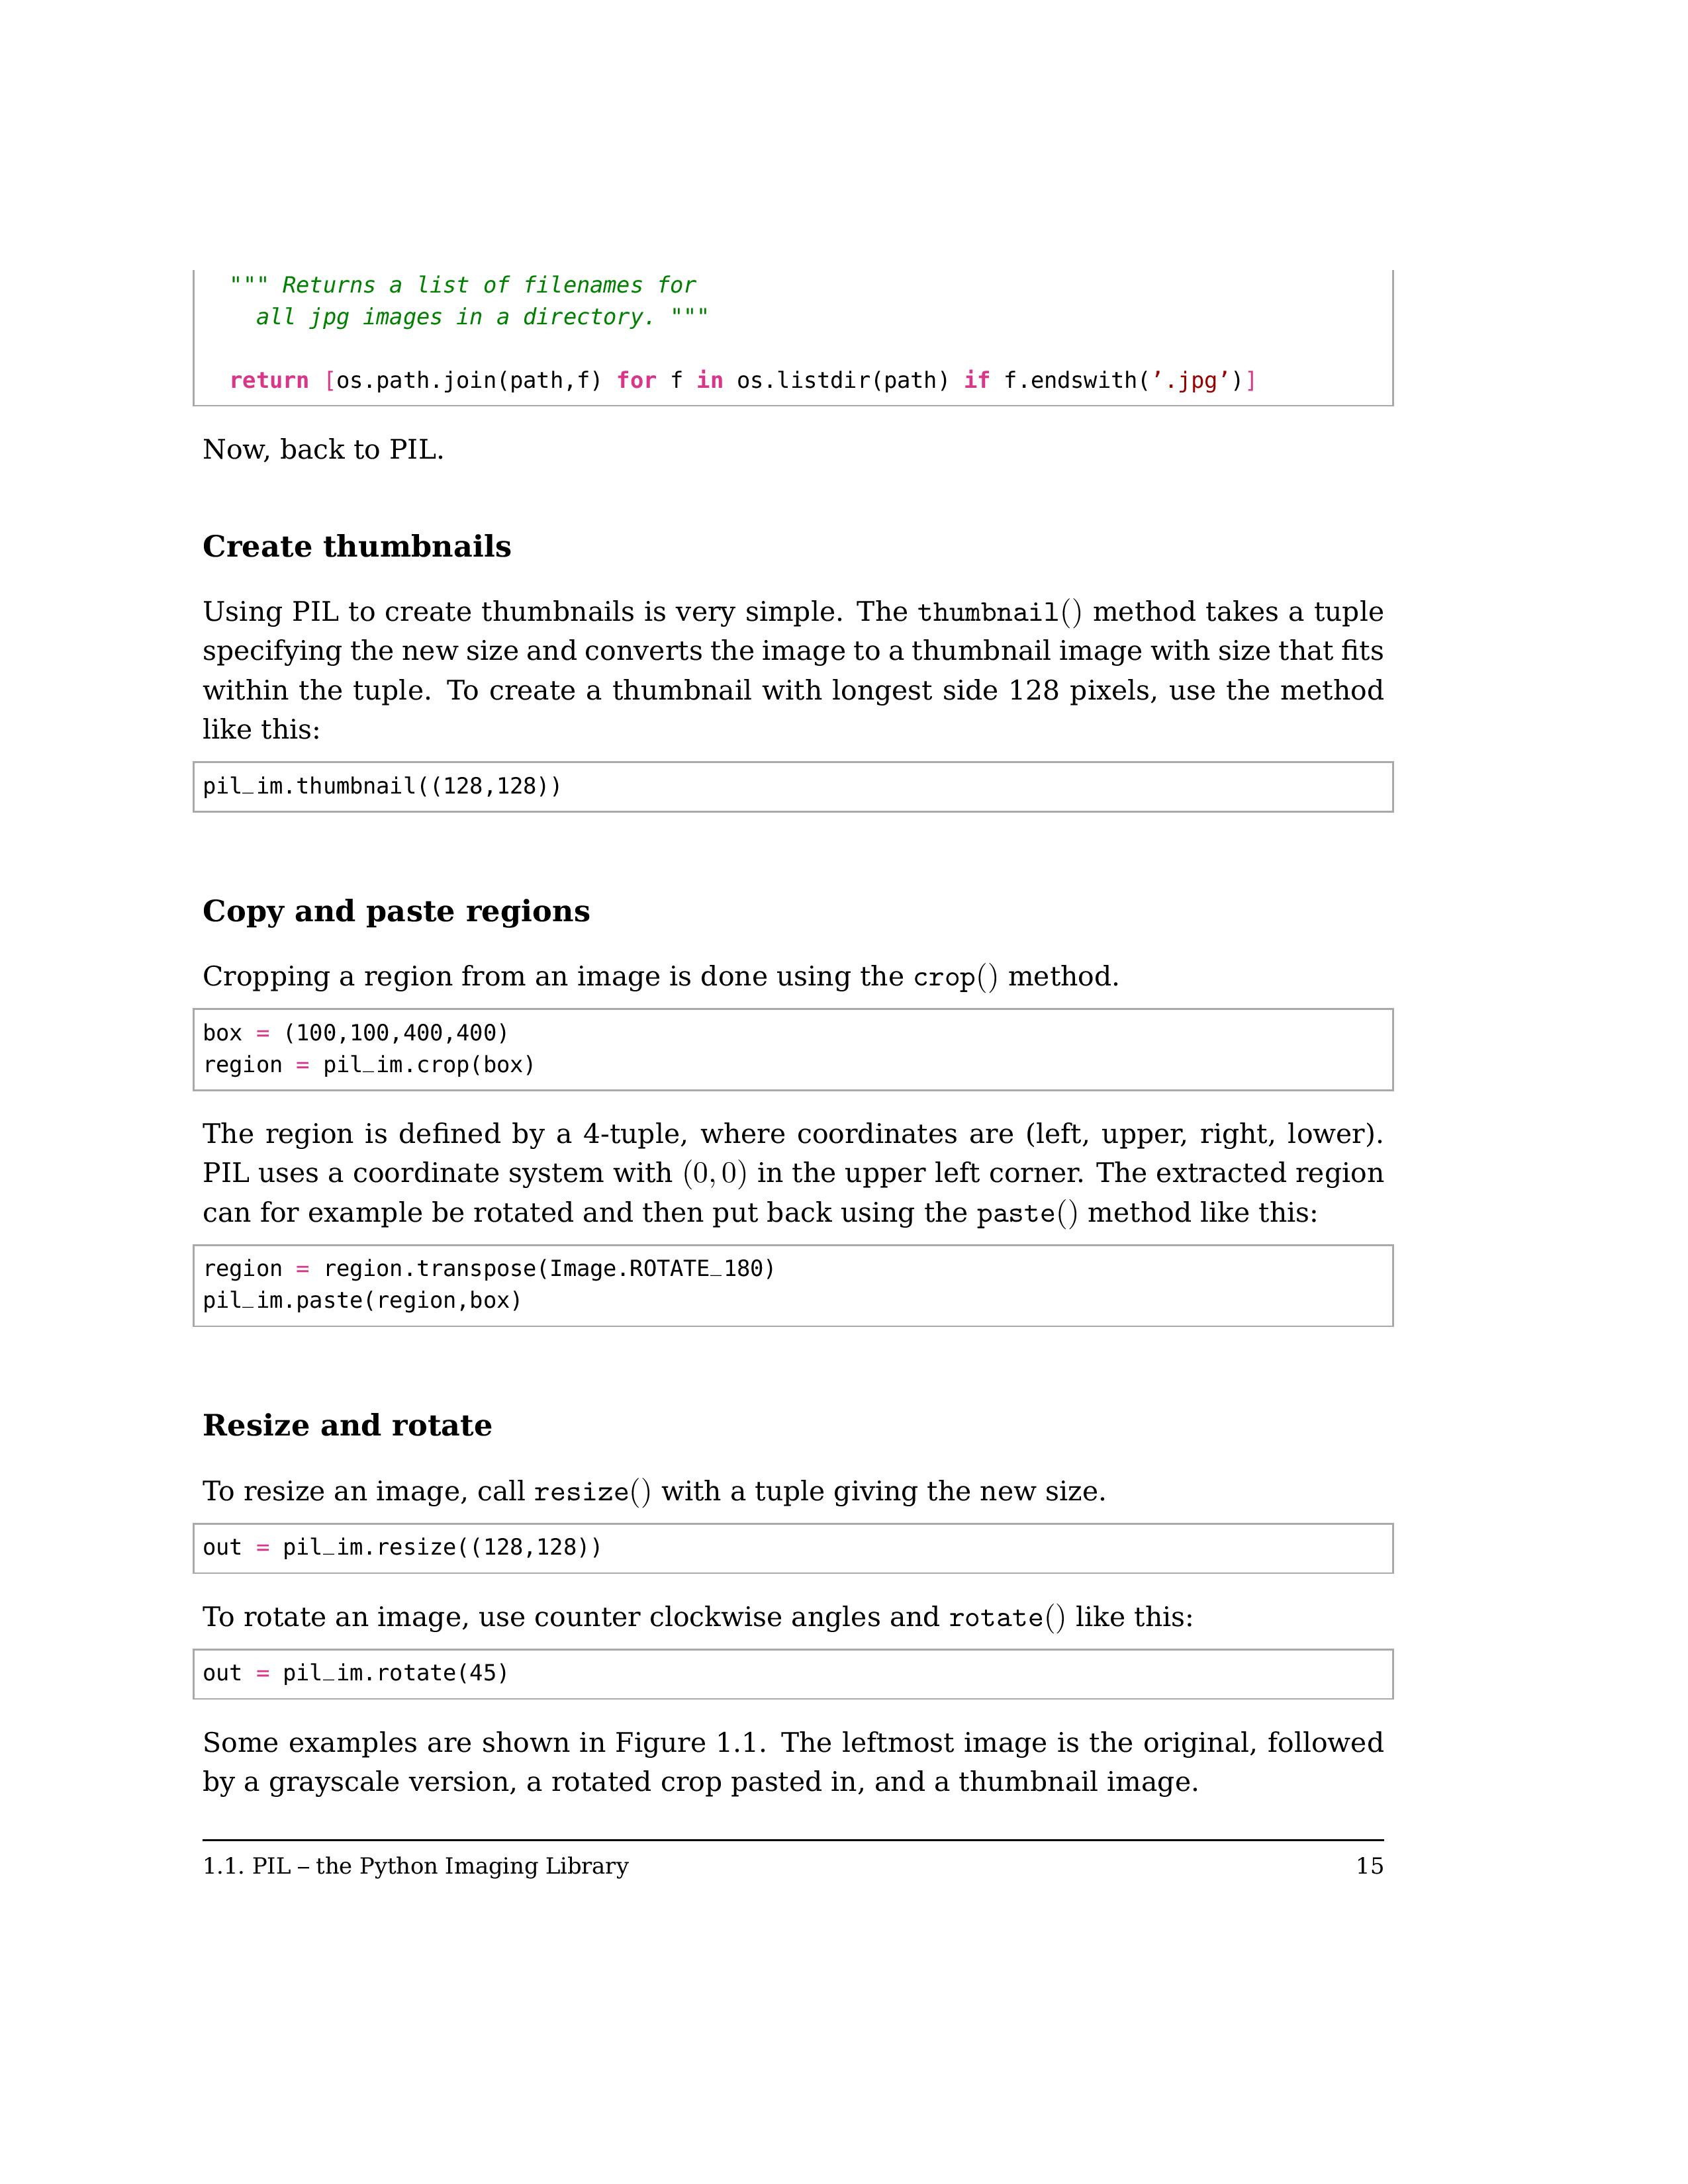 """ Returns a list of filenames for
all jpg images in a directory. """
return [os.path.join(path,f) for f in os.listdir(path) if f.endswith(’.jpg’)]
Now, back to PIL.
Create thumbnails
Using PIL to create thumbnails is very simple. The thumbnail() method takes a tuple
specifying the new size and converts the image to a thumbnail image with size that fits
within the tuple. To create a thumbnail with longest side 128 pixels, use the method
like this:
pil_im.thumbnail((128,128))
Copy and paste regions
Cropping a region from an image is done using the crop() method.
box = (100,100,400,400)
region = pil_im.crop(box)
The region is defined by a 4-tuple, where coordinates are (left, upper, right, lower).
PIL uses a coordinate system with (0, 0) in the upper left corner. The extracted region
can for example be rotated and then put back using the paste() method like this:
region = region.transpose(Image.ROTATE_180)
pil_im.paste(region,box)
Resize and rotate
To resize an image, call resize() with a tuple giving the new size.
out = pil_im.resize((128,128))
To rotate an image, use counter clockwise angles and rotate() like this:
out = pil_im.rotate(45)
Some examples are shown in Figure 1.1. The leftmost image is the original, followed
by a grayscale version, a rotated crop pasted in, and a thumbnail image.
1.1. PIL – the Python Imaging Library 15